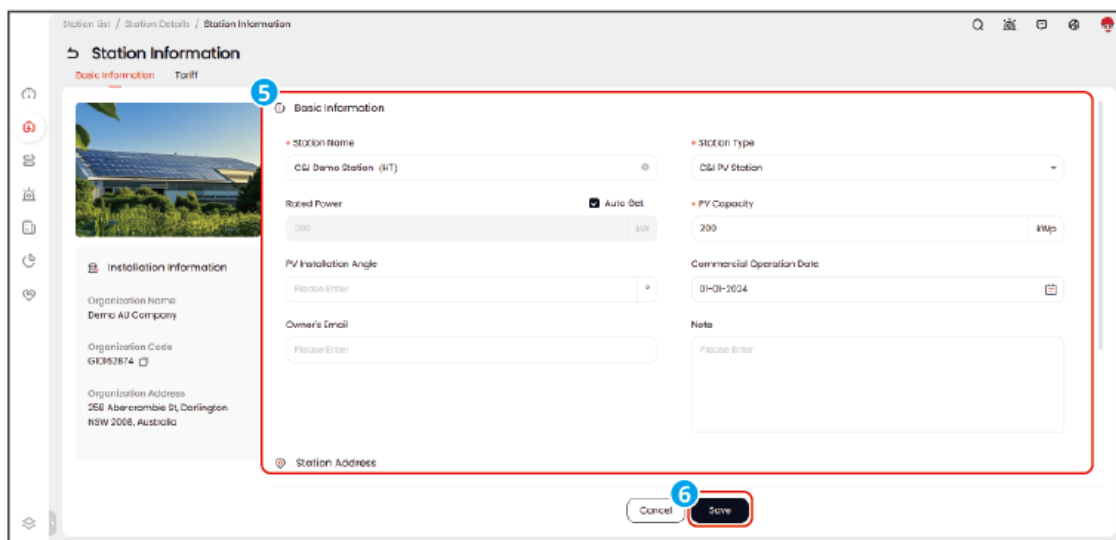 Station List / Station Details / Station Information
Station Information
Basic Information Tariff
5
Basic Information
* Station Name
C&I Demo Station (HT)
* Station Type
C&I PV Station
Rated Power
Auto Get
200 kW
* PV Capacity
200 kWp
PV Installation Angle
Please Enter °
Commercial Operation Date
01-01-2024
Owner's Email
Please Enter
Note
Please Enter
Installation Information
Organization Name
Demo AU Company
Organization Code
Organization Address
258 Abercrombie St, Darlington
NSW 2008, Australia
Station Address
6
Cancel
Save